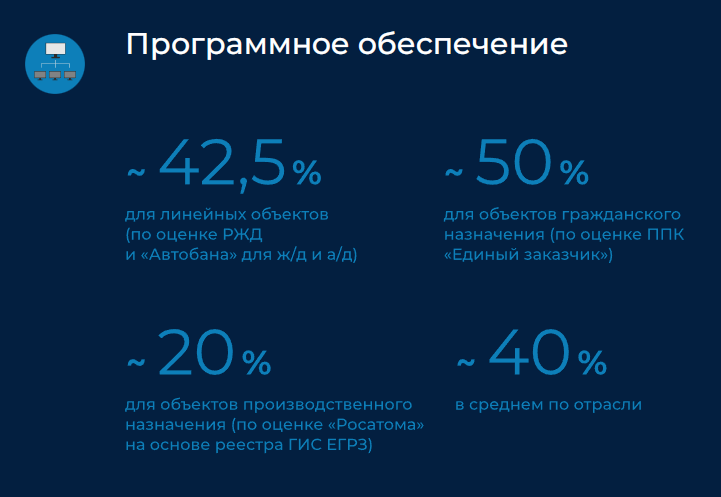 Программное обеспечение
~ 42,5 %
для линейных объектов
(по оценке РЖД
и «Автобана» для ж/д и а/д)
~ 50 %
для объектов гражданского
назначения (по оценке ППК
«Единый заказчик»)
~ 20 %
для объектов производственного
назначения (по оценке «Росатома»
на основе реестра ГИС ЕГРЗ)
~ 40 %
в среднем по отрасли